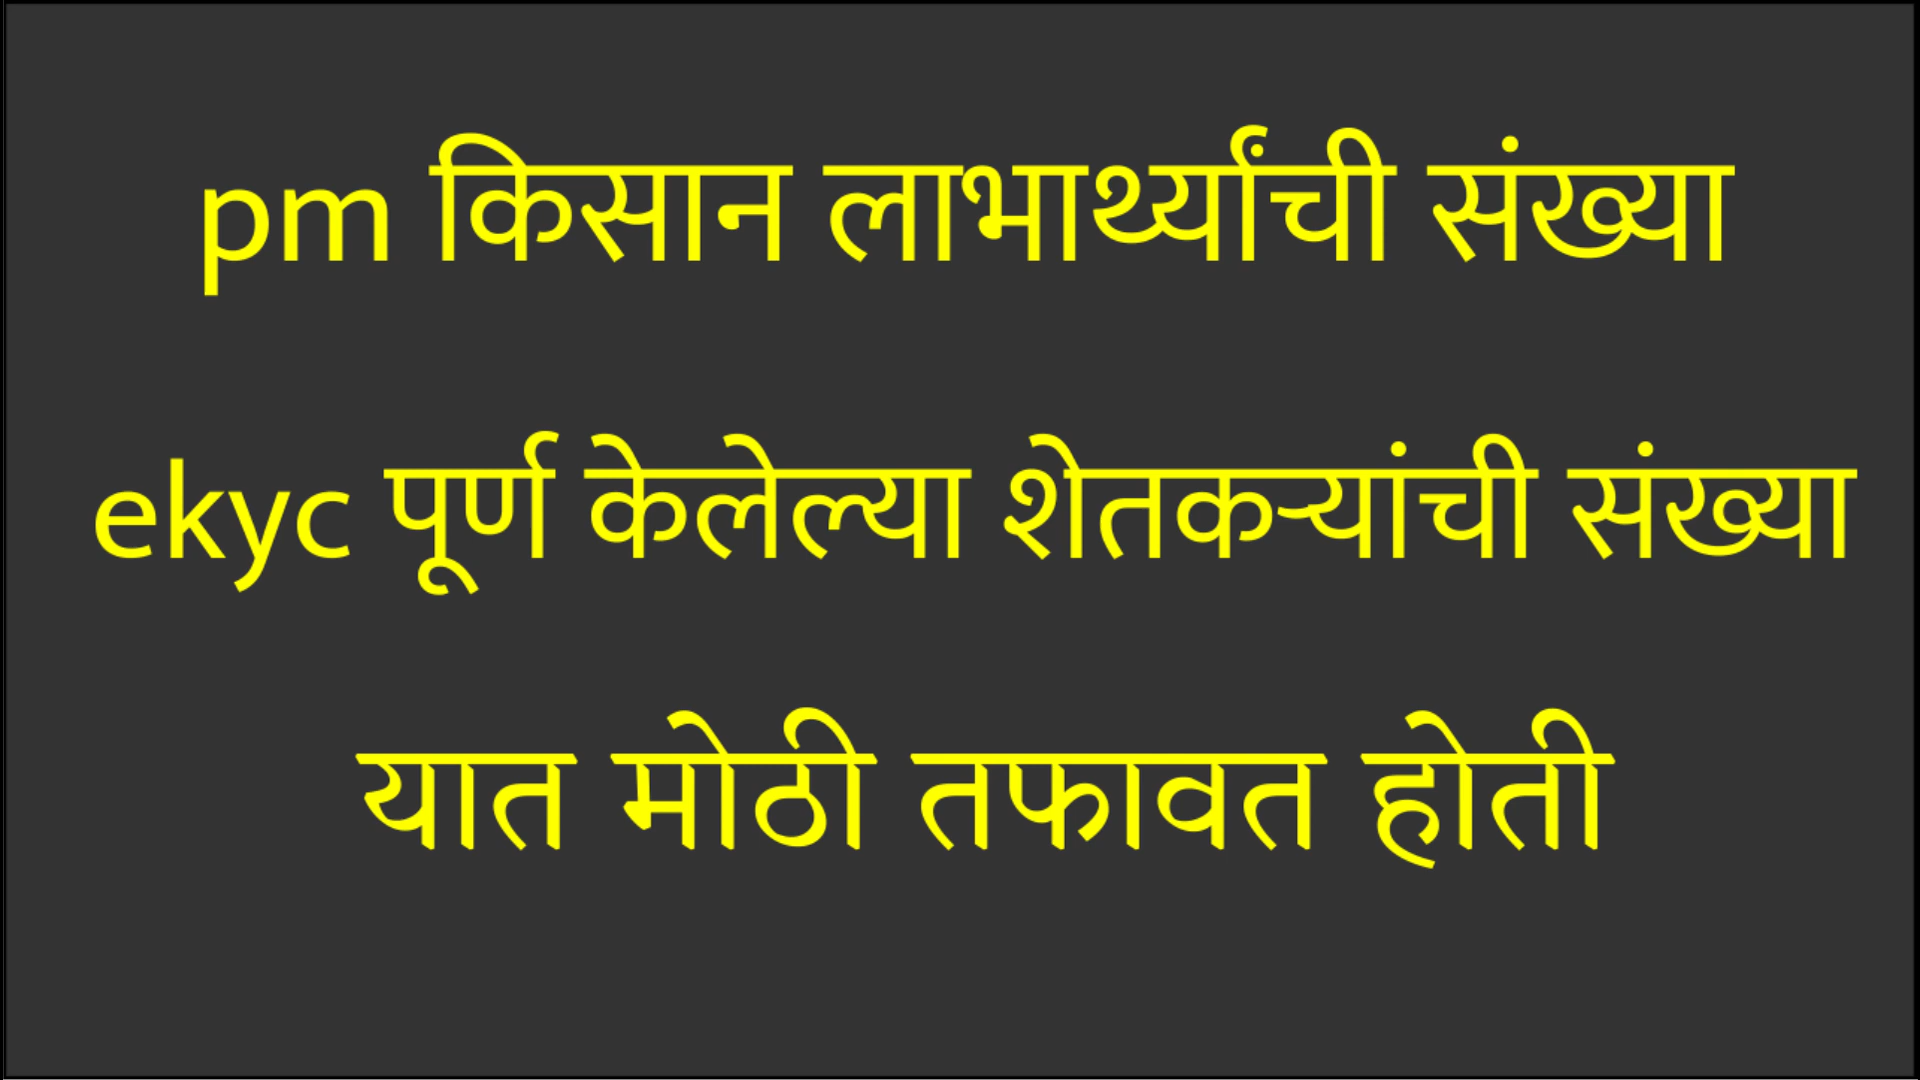 pm किसान लाभार्थ्यांची संख्या
ekyc पूर्ण केलेल्या शेतकऱ्यांची संख्या
यात मोठी तफावत होती